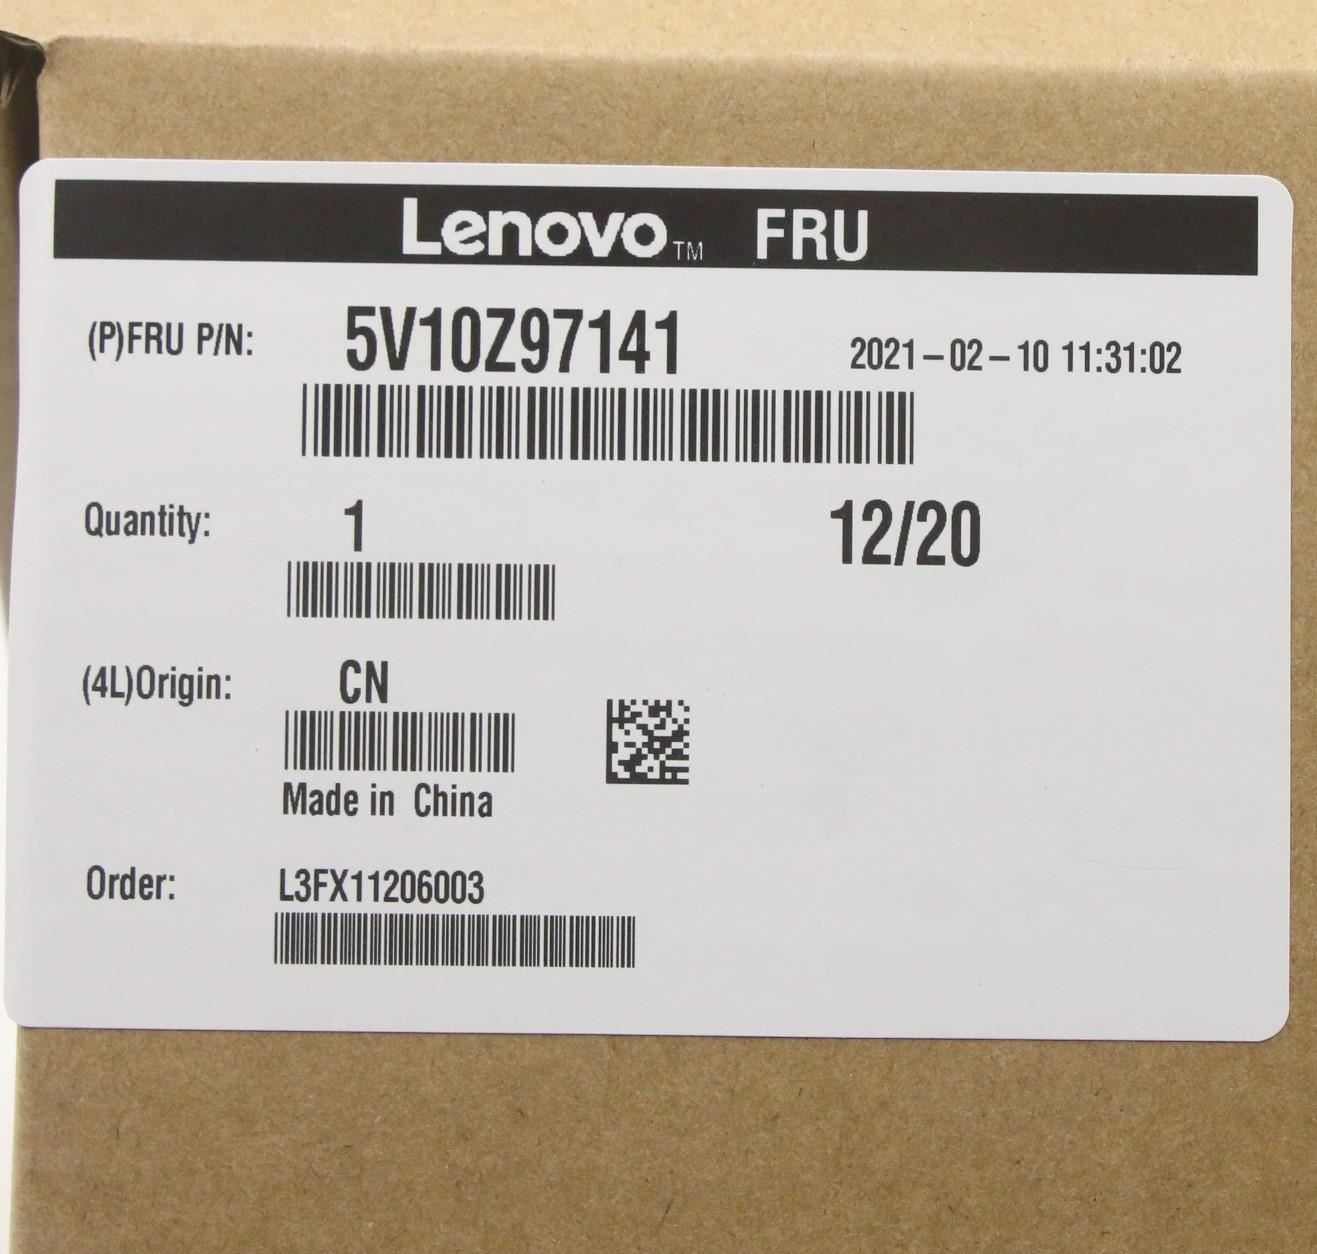 Lenovo™ FRU
(P)FRU P/N: 5V10Z97141 2021-02-10 11:31:02
Quantity: 1 12/20
(4L)Origin: CN
Made in China
Order: L3FX11206003